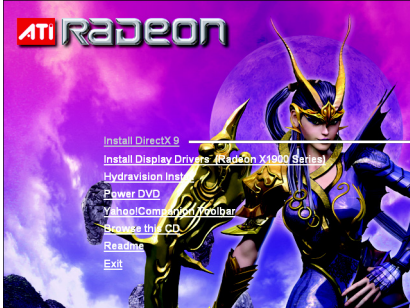 ATi RADEON
Install DirectX 9
Install Display Drivers (Radeon X1900 Series)
Hydravision Install
Power DVD
Yahoo!Companion Toolbar
Browse this CD
Readme
Exit